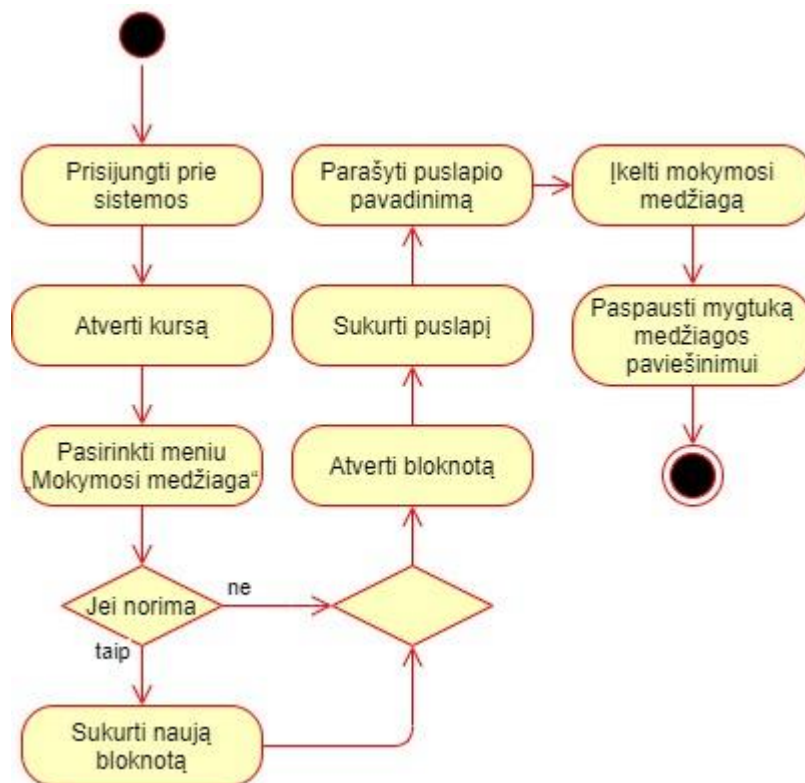 Prisijungti prie
sistemos
Atverti kursą
Pasirinkti meniu
„Mokymosi medžiaga“
Jei norima
ne
taip
Sukurti naują
bloknotą
Atverti bloknotą
Sukurti puslapį
Parašyti puslapio
pavadinimą
Įkelti mokymosi
medžiagą
Paspausti mygtuką
medžiagos
paviešinimui